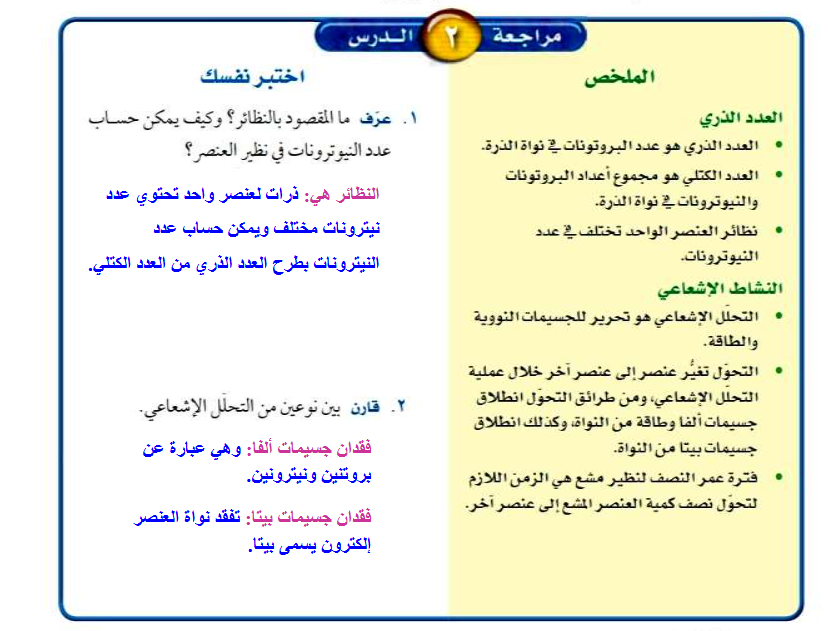 مراجعة ٢ الدرس
الملخص
العدد الذري
• العدد الذري هو عدد البروتونات في نواة الذرة.
• العدد الكتلي هو مجموع أعداد البروتونات
والنيوترونات في نواة الذرة.
• نظائر العنصر الواحد تختلف في عدد
النيوترونات.
النشاط الإشعاعي
• التحلّل الإشعاعي هو تحرير للجسيمات النووية
والطاقة.
• التحوّل تغيُّر عنصر إلى عنصر آخر خلال عملية
التحلّل الإشعاعي، ومن طرائق التحوّل انطلاق
جسيمات ألفا وطاقة من النواة، وكذلك انطلاق
جسيمات بيتا من النواة.
• فترة عمر النصف لنظير مشع هي الزمن اللازم
لتحوّل نصف كمية العنصر المشع إلى عنصر آخر.
اختبر نفسك
١. عرّف ما المقصود بالنظائر؟ وكيف يمكن حساب
عدد النيوترونات في نظير العنصر؟
النظائر هي: ذرات لعنصر واحد تحتوي عدد
نيترونات مختلف ويمكن حساب عدد
النيترونات بطرح العدد الذري من العدد الكتلي.
٢. قارن بين نوعين من التحلّل الإشعاعي.
فقدان جسيمات ألفا: وهي عبارة عن
بروتنين ونيترونين.
فقدان جسيمات بيتا: تفقد نواة العنصر
إلكترون يسمى بيتا.